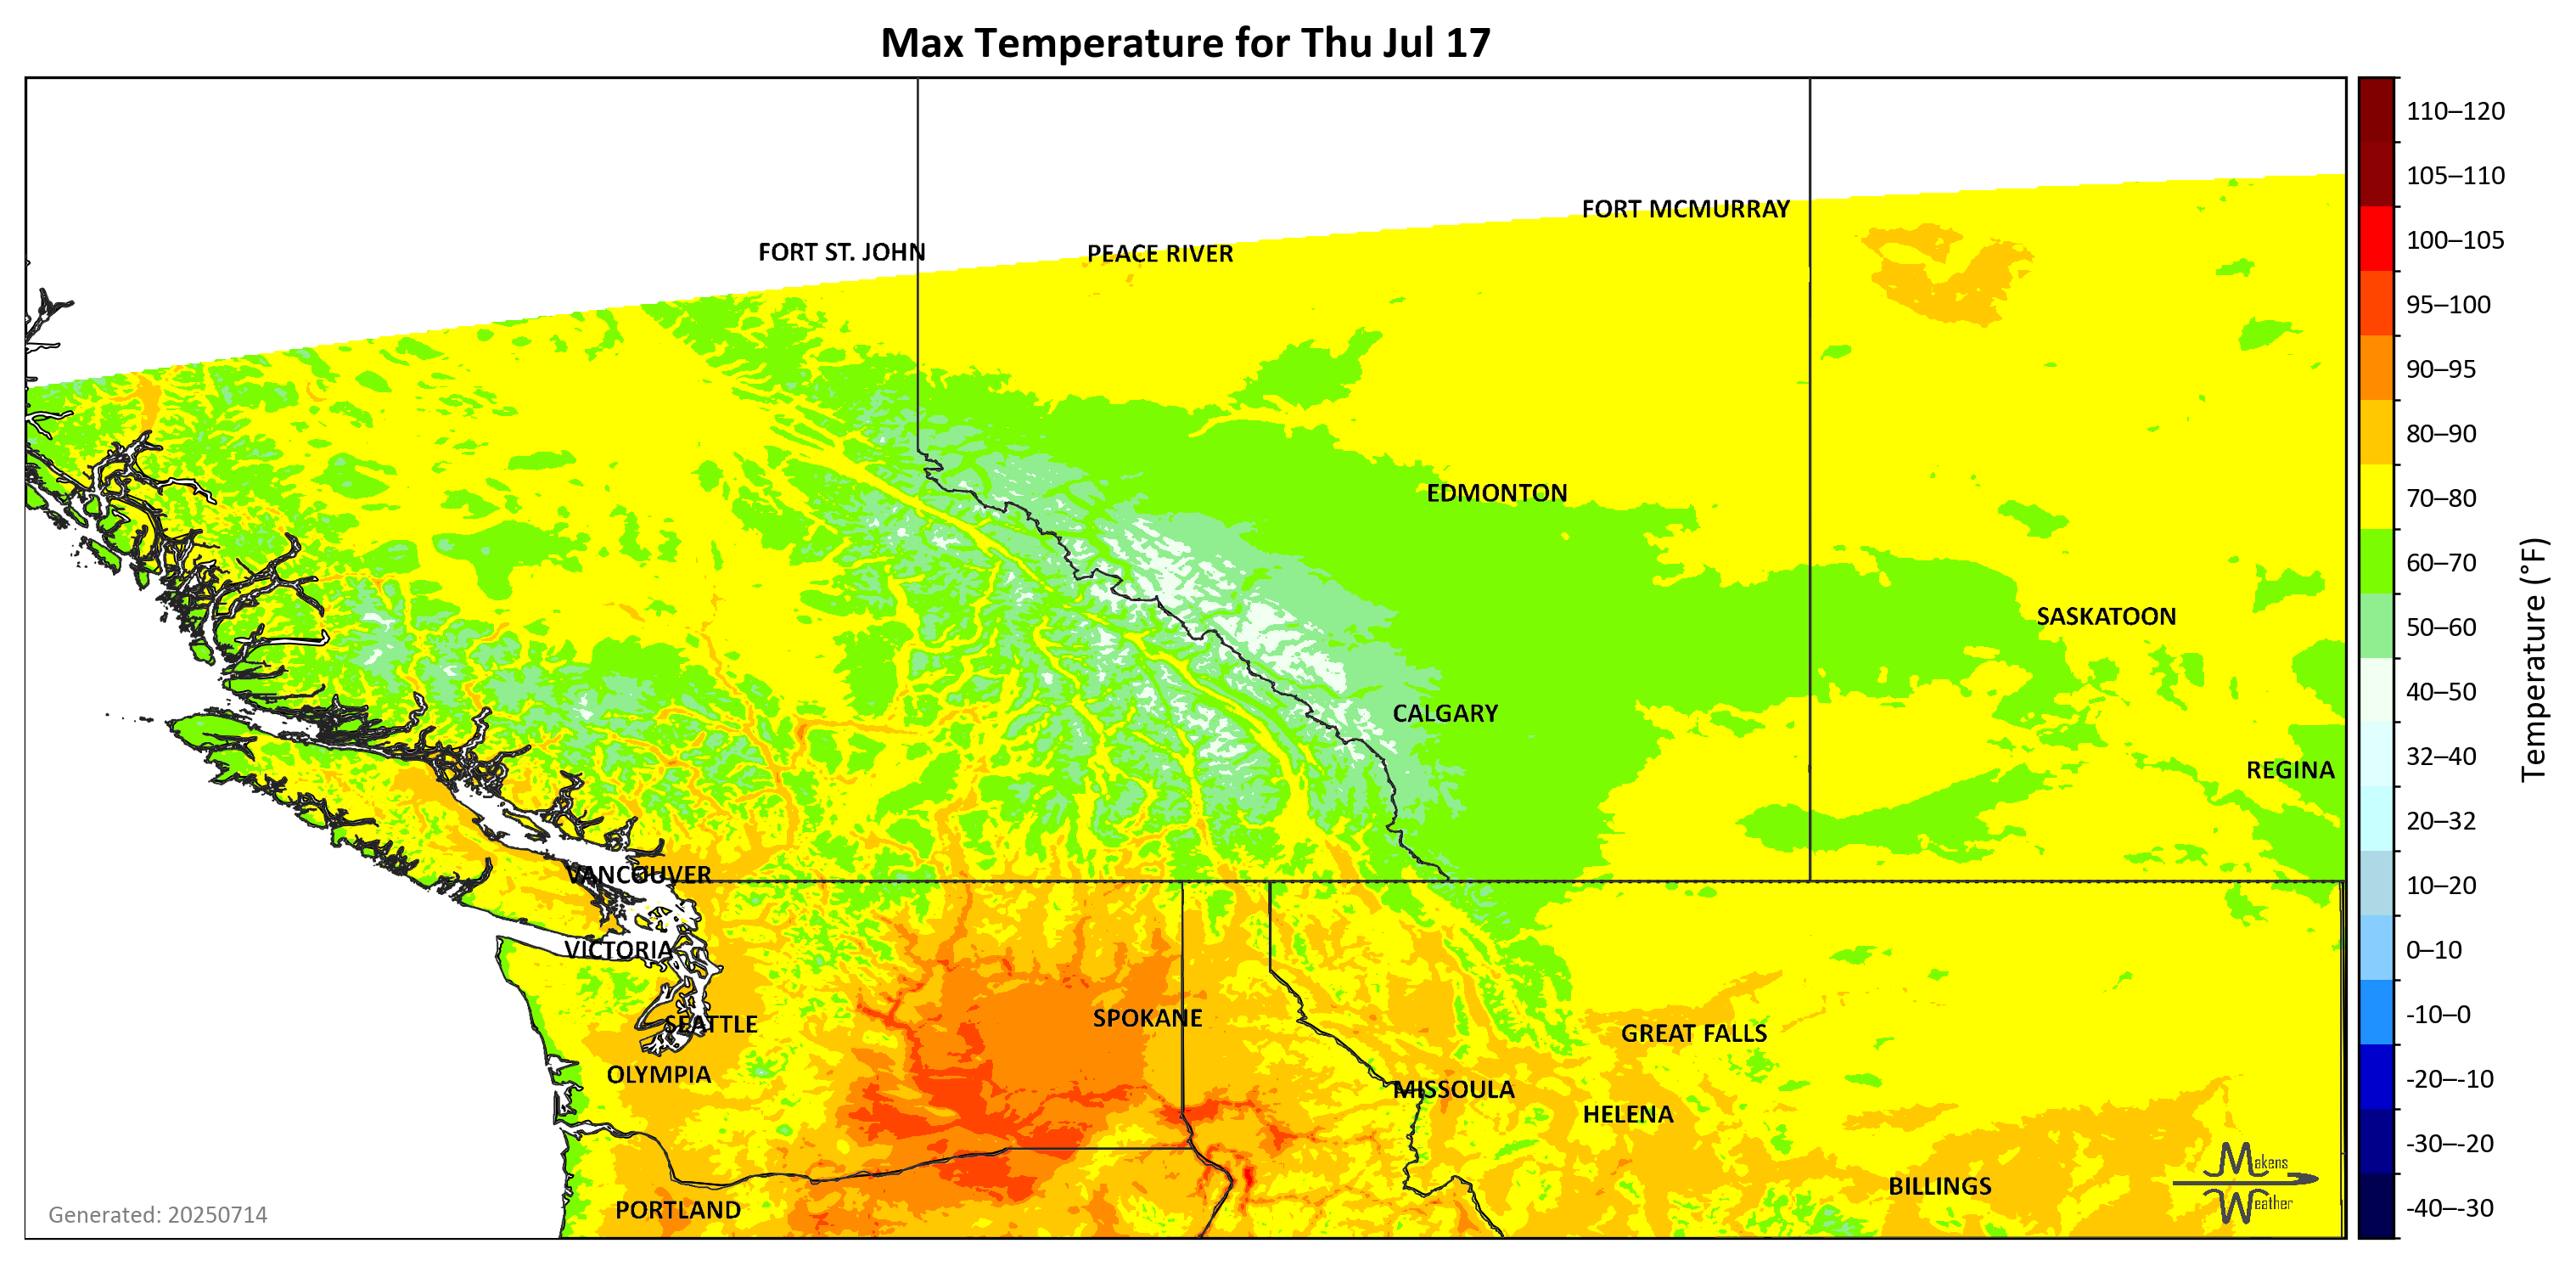 Max Temperature for Thu Jul 17
FORT MCMURRAY
FORT ST. JOHN
PEACE RIVER
EDMONTON
SASKATOON
CALGARY
REGINA
VANCOUVER
VICTORIA
SEATTLE
SPOKANE
GREAT FALLS
OLYMPIA
MISSOULA
HELENA
BILLINGS
PORTLAND
Makens
Weather
Generated: 20250714
110–120
105–110
100–105
95–100
90–95
80–90
70–80
60–70
50–60
40–50
32–40
20–32
10–20
0–10
-10–0
-20–-10
-30–-20
-40–-30
Temperature (°F)